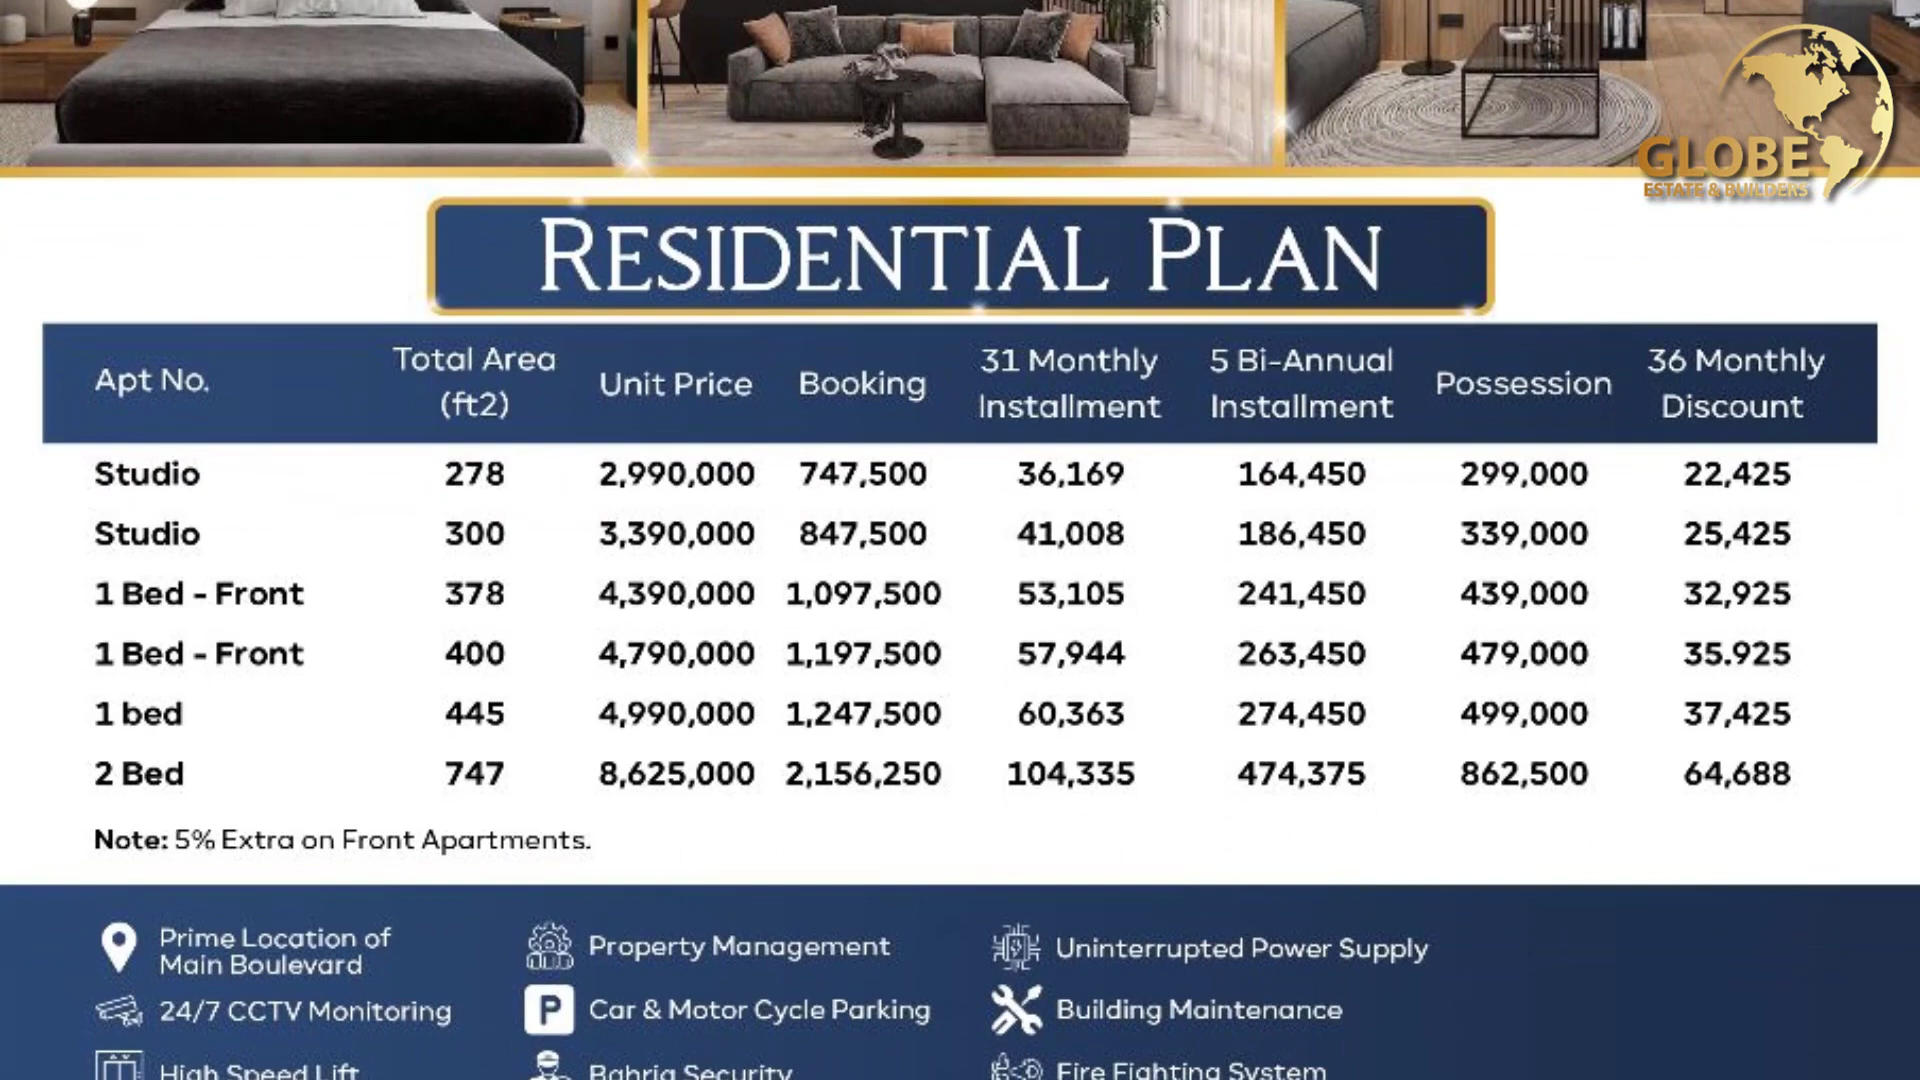 GLOBE
ESTATE & BUILDERS
RESIDENTIAL PLAN
Apt No. Total Area (ft2) Unit Price Booking 31 Monthly Installment 5 Bi-Annual Installment Possession 36 Monthly Discount
Studio 278 2,990,000 747,500 36,169 164,450 299,000 22,425
Studio 300 3,390,000 847,500 41,008 186,450 339,000 25,425
1 Bed - Front 378 4,390,000 1,097,500 53,105 241,450 439,000 32,925
1 Bed - Front 400 4,790,000 1,197,500 57,944 263,450 479,000 35.925
1 bed 445 4,990,000 1,247,500 60,363 274,450 499,000 37,425
2 Bed 747 8,625,000 2,156,250 104,335 474,375 862,500 64,688
Note: 5% Extra on Front Apartments.
Prime Location of
Main Boulevard
Property Management
Uninterrupted Power Supply
24/7 CCTV Monitoring
P
Car & Motor Cycle Parking
Building Maintenance
High Speed Lift
Bahria Security
Fire Fighting System